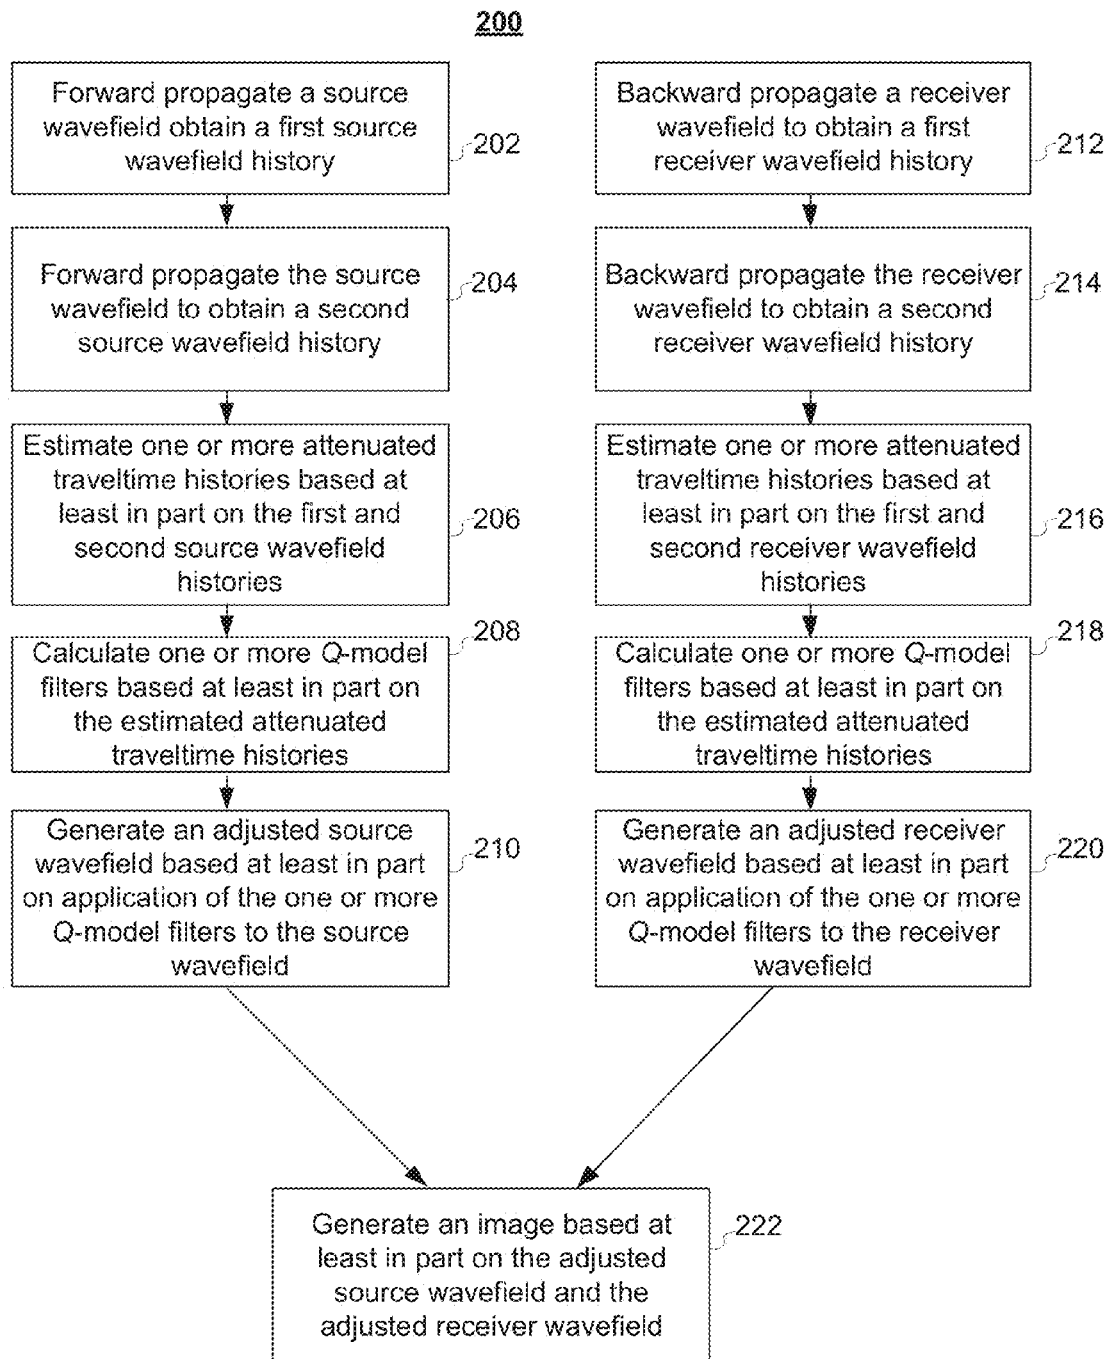 200
Forward propagate a source
wavefield obtain a first source
wavefield history
202
Forward propagate the source
wavefield to obtain a second
source wavefield history
204
Estimate one or more attenuated
traveltime histories based at
least in part on the first and
second source wavefield
histories
206
Calculate one or more Q-model
filters based at least in part on
the estimated attenuated
traveltime histories
208
Generate an adjusted source
wavefield based at least in part
on application of the one or more
Q-model filters to the source
wavefield
210
Backward propagate a receiver
wavefield to obtain a first
receiver wavefield history
212
Backward propagate the receiver
wavefield to obtain a second
receiver wavefield history
214
Estimate one or more attenuated
traveltime histories based at
least in part on the first and
second receiver wavefield
histories
216
Calculate one or more Q-model
filters based at least in part on
the estimated attenuated
traveltime histories
218
Generate an adjusted receiver
wavefield based at least in part
on application of the one or more
Q-model filters to the receiver
wavefield
220
Generate an image based at
least in part on the adjusted
source wavefield and the
adjusted receiver wavefield
222